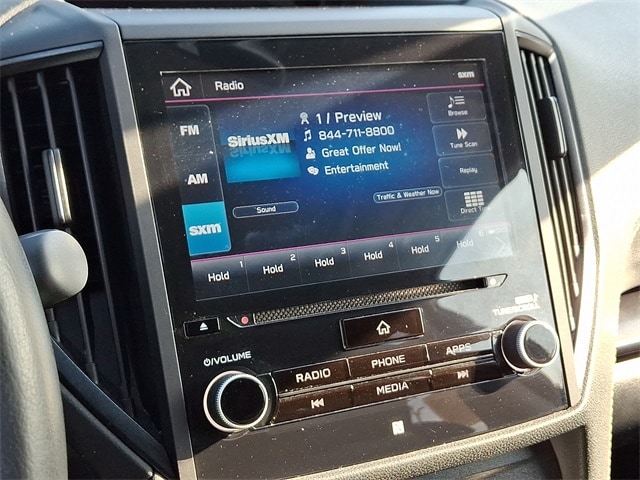 Radio
sxm
FM
SiriusXM
1 / Preview
844-711-8800
Great Offer Now!
Entertainment
Browse
Tune Scan
Replay
AM
sxm
Sound
Traffic & Weather Now
Direct
1
Hold
2
Hold
3
Hold
4
Hold
5
Hold
Hold
VOLUME
RADIO
PHONE
APPS
MEDIA